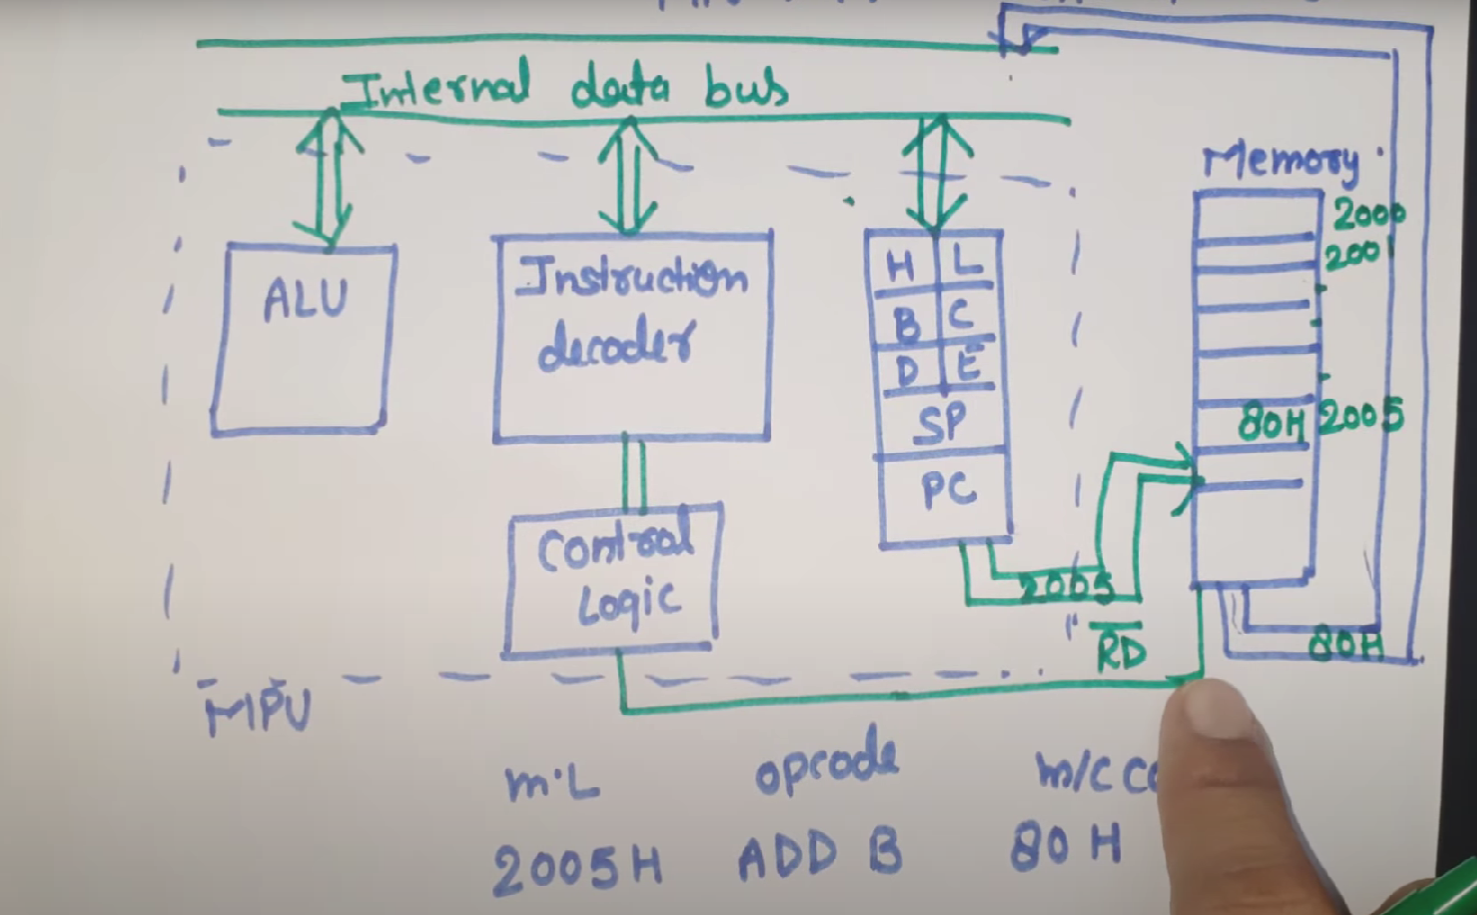 Internal data bus
Memory
2000
2001
ALU
Instruction
decoder
H L
B C
D E
SP
PC
80H 2005
Control
Logic
2005
RD
80H
MPU
m.L opcode m/c
2005H ADD B 80 H